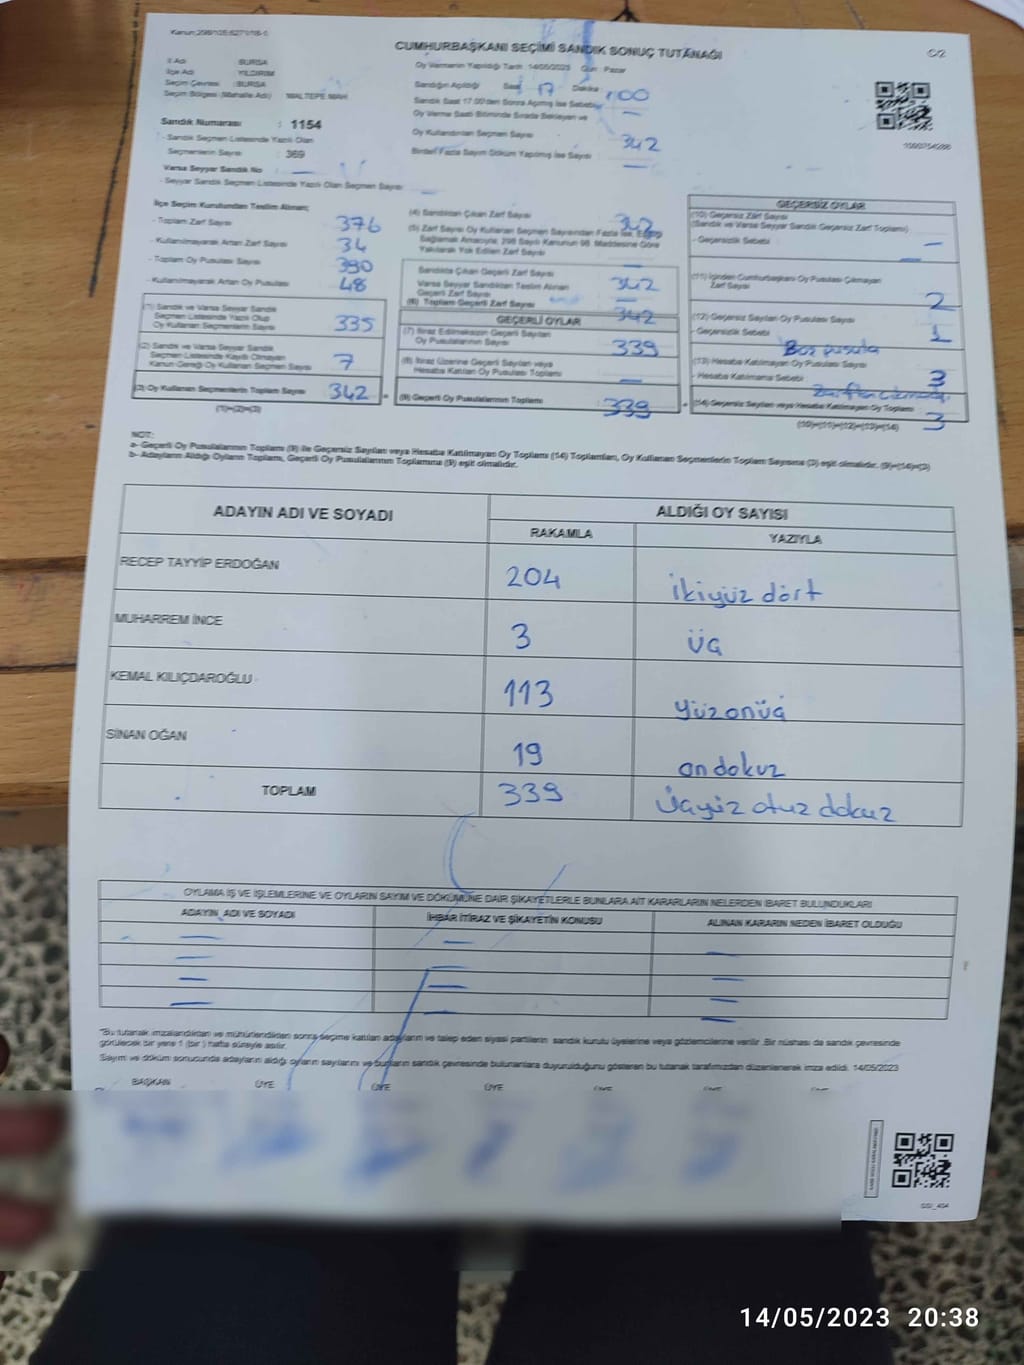 Kanun:298/105,6271/18-1
CUMHURBAŞKANI SEÇİMİ SANDIK SONUÇ TUTANAĞI
C/2
İl Adı BURSA
İlçe Adı YILDIRIM
Seçim Çevresi : BURSA
Seçim Bölgesi (Mahalle Adı) MALTEPE MAH.
Sandık Numarası : 1154
- Sandık Seçmen Listesinde Yazılı Olan
Seçmenlerin Sayısı : 369
Varsa Seyyar Sandık No —
- Seyyar Sandık Seçmen Listesinde Yazılı Olan Seçmen Sayısı —
Oy Vermenin Yapıldığı Tarih 14/05/2023 Gün Pazar
Sandığın Açıldığı Saat 17 Dakika :00
Sandık Saat 17:00'den Sonra Açılmış İse Sebebi —
Oy Verme Saati Bitiminde Sırada Bekleyen ve
Oy Kullandırılan Seçmen Sayısı 342
Birden Fazla Sayım Döküm Yapılmış İse Sayısı —
İlçe Seçim Kurulundan Teslim Alınan;
- Toplam Zarf Sayısı 376
- Kullanılmayarak Artan Zarf Sayısı 34
- Toplam Oy Pusulası Sayısı 390
- Kullanılmayarak Artan Oy Pusulası 48
(1) Sandık ve Varsa Seyyar Sandık
Seçmen Listesinde Yazılı Olup
Oy Kullanan Seçmenlerin Sayısı 335
(2) Sandık ve Varsa Seyyar Sandık
Seçmen Listesinde Kayıtlı Olmayan
Kanun Gereği Oy Kullanan Seçmen Sayısı 7
(3) Oy Kullanan Seçmenlerin Toplam Sayısı 342
(1)+(2)=(3)
(4) Sandıktan Çıkan Zarf Sayısı 342
(5) Zarf Sayısı Oy Kullanan Seçmen Sayısından Fazla İse, Eşitliği
Sağlamak Amacıyla; 298 Sayılı Kanunun 98. Maddesine Göre
Yakılarak Yok Edilen Zarf Sayısı —
Sandıkta Çıkan Geçerli Zarf Sayısı 342
Varsa Seyyar Sandıktan Teslim Alınan
Geçerli Zarf Sayısı —
(6) Toplam Geçerli Zarf Sayısı 342
GEÇERLİ OYLAR
(7) İtiraz Edilmeksizin Geçerli Sayılan
Oy Pusulalarının Sayısı 339
(8) İtiraz Üzerine Geçerli Sayılan veya
Hesaba Katılan Oy Pusulası Toplamı —
(9) Geçerli Oy Pusulalarının Toplamı 339
GEÇERSİZ OYLAR
(10) Geçersiz Zarf Sayısı
(Sandık ve Varsa Seyyar Sandık Geçersiz Zarf Toplamı) —
- Geçersizlik Sebebi —
(11) İçinden Cumhurbaşkanı Oy Pusulası Çıkmayan
Zarf Sayısı 2
(12) Geçersiz Sayılan Oy Pusulası Sayısı 1
- Geçersizlik Sebebi Boş pusula
(13) Hesaba Katılmayan Oy Pusulası Sayısı 3
- Hesaba Katılmama Sebebi
(14) Geçersiz Sayılan veya Hesaba Katılmayan Oy Toplamı 3
(10)+(11)+(12)+(13)=(14)
NOT:
a- Geçerli Oy Pusulalarının Toplamı (9) ile Geçersiz Sayılan veya Hesaba Katılmayan Oy Toplamı (14) Toplamları, Oy Kullanan Seçmenlerin Toplam Sayısına (3) eşit olmalıdır. (9)+(14)=(3)
b- Adayların Aldığı Oyların Toplamı, Geçerli Oy Pusulalarının Toplamına (9) eşit olmalıdır.
ADAYIN ADI VE SOYADI ALDIĞI OY SAYISI
RAKAMLA YAZIYLA
RECEP TAYYİP ERDOĞAN 204 ikiyüz dört
MUHARREM İNCE 3 üç
KEMAL KILIÇDAROĞLU 113 yüzonüç
SİNAN OĞAN 19 on dokuz
TOPLAM 339 Üçyüz otuz dokuz
OYLAMA İŞ VE İŞLEMLERİNE VE OYLARIN SAYIM VE DÖKÜMÜNE DAİR ŞİKAYETLERLE BUNLARA AİT KARARLARIN NELERDEN İBARET BULUNDUKLARI
ADAYIN ADI VE SOYADI İHBAR İTİRAZ VE ŞİKAYETİN KONUSU ALINAN KARARIN NEDEN İBARET OLDUĞU
— — —
— — —
— — —
— — —
"Bu tutanak imzalandıktan ve mühürlendikten sonra seçime katılan adayların ve talep eden siyasi partilerin sandık kurulu üyelerine veya gözlemcilerine verilir. Bir nüshası da sandık çevresinde
görülecek bir yere 1 (bir ) hafta süreyle asılır.
Sayım ve döküm sonucunda adayların aldığı oyların sayılarını ve bunların sandık çevresinde bulunanlara duyurulduğunu gösteren bu tutanak tarafımızdan düzenlenerek imza edildi. 14/05/2023
BAŞKAN ÜYE ÜYE ÜYE ÜYE ÜYE
14/05/2023 20:38